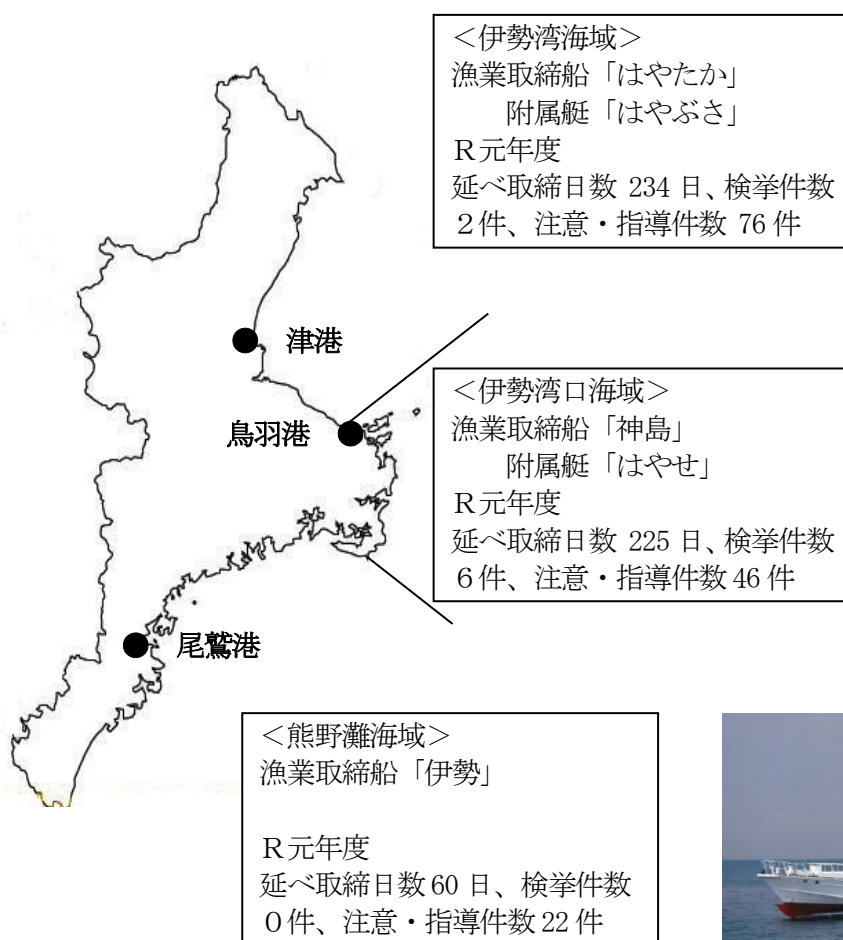 ＜伊勢湾海域＞
漁業取締船「はやたか」
附属艇「はやぶさ」
Ｒ元年度
延べ取締日数 234 日、検挙件数
２件、注意・指導件数 76 件
津港
＜伊勢湾口海域＞
漁業取締船「神島」
附属艇「はやせ」
Ｒ元年度
延べ取締日数 225 日、検挙件数
６件、注意・指導件数 46 件
鳥羽港
尾鷲港
＜熊野灘海域＞
漁業取締船「伊勢」
Ｒ元年度
延べ取締日数 60 日、検挙件数
０件、注意・指導件数 22 件